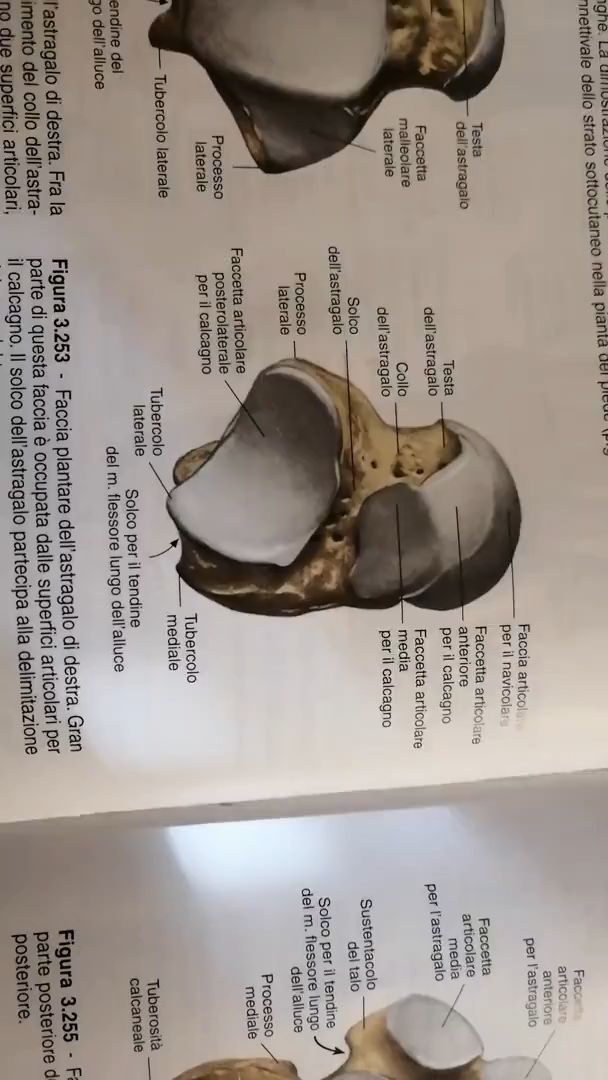 Testa
dell'astragalo
Faccetta
malleolare
laterale
Processo
laterale
Tubercolo laterale
endine del
go dell'alluce
l'astragalo di destra. Fra la
imento del collo dell'astra-
no due superfici articolari,
nnettivale dello strato sottocutaneo nella pianta del piede
Testa
dell'astragalo
Collo
dell'astragalo
Solco
dell'astragalo
Processo
laterale
Faccetta articolare
posterolaterale
per il calcagno
Tubercolo
laterale
Solco per il tendine
del m. flessore lungo dell'alluce
Faccia articolare
per il navicolare
Faccetta articolare
anteriore
per il calcagno
Faccetta articolare
media
per il calcagno
Tubercolo
mediale
Figura 3.253 - Faccia plantare dell'astragalo di destra. Gran
parte di questa faccia è occupata dalle superfici articolari per
il calcagno. Il solco dell'astragalo partecipa alla delimitazione
Faccetta
articolare
anteriore
per l'astragalo
Faccetta
articolare
media
per l'astragalo
Sustentacolo
del talo
Solco per il tendine
del m. flessore lungo
dell'alluce
Processo
mediale
Tuberosità
calcaneale
Figura 3.255 - Fa
parte posteriore d
posteriore.